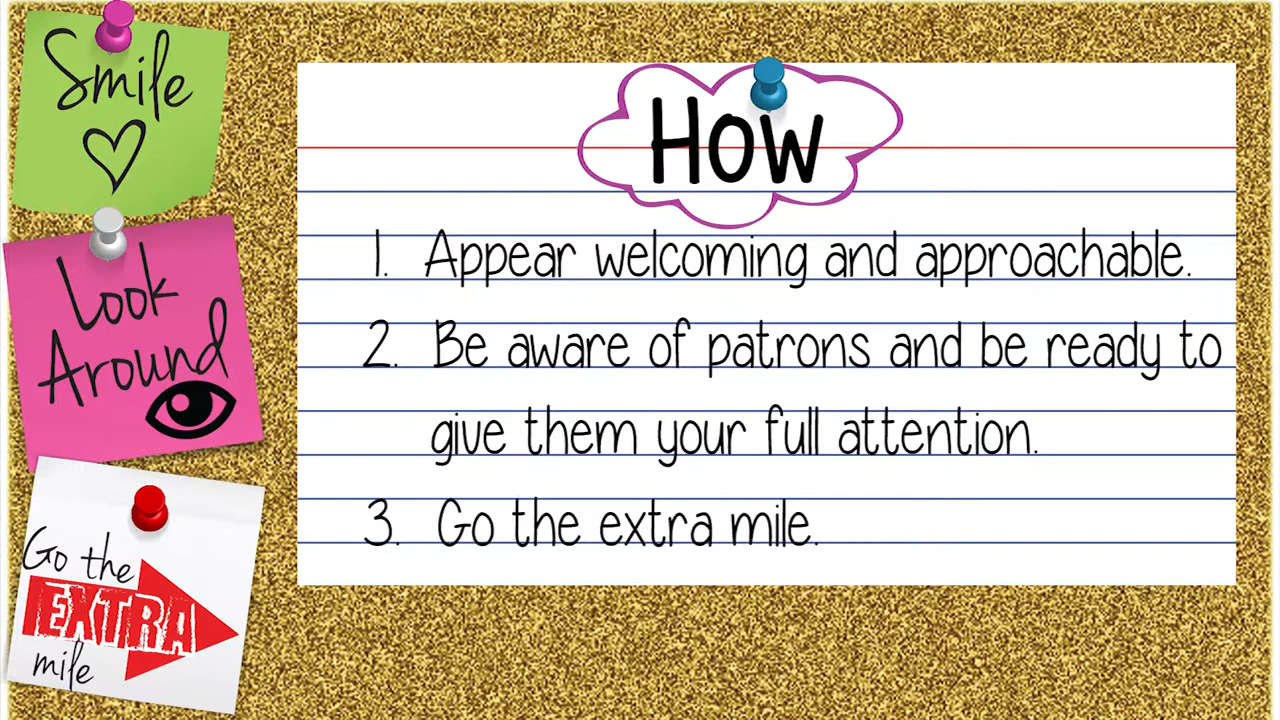 Smile
Look
Around
Go the
EXTRA
mile
How
1. Appear welcoming and approachable.
2. Be aware of patrons and be ready to
give them your full attention.
3. Go the extra mile.